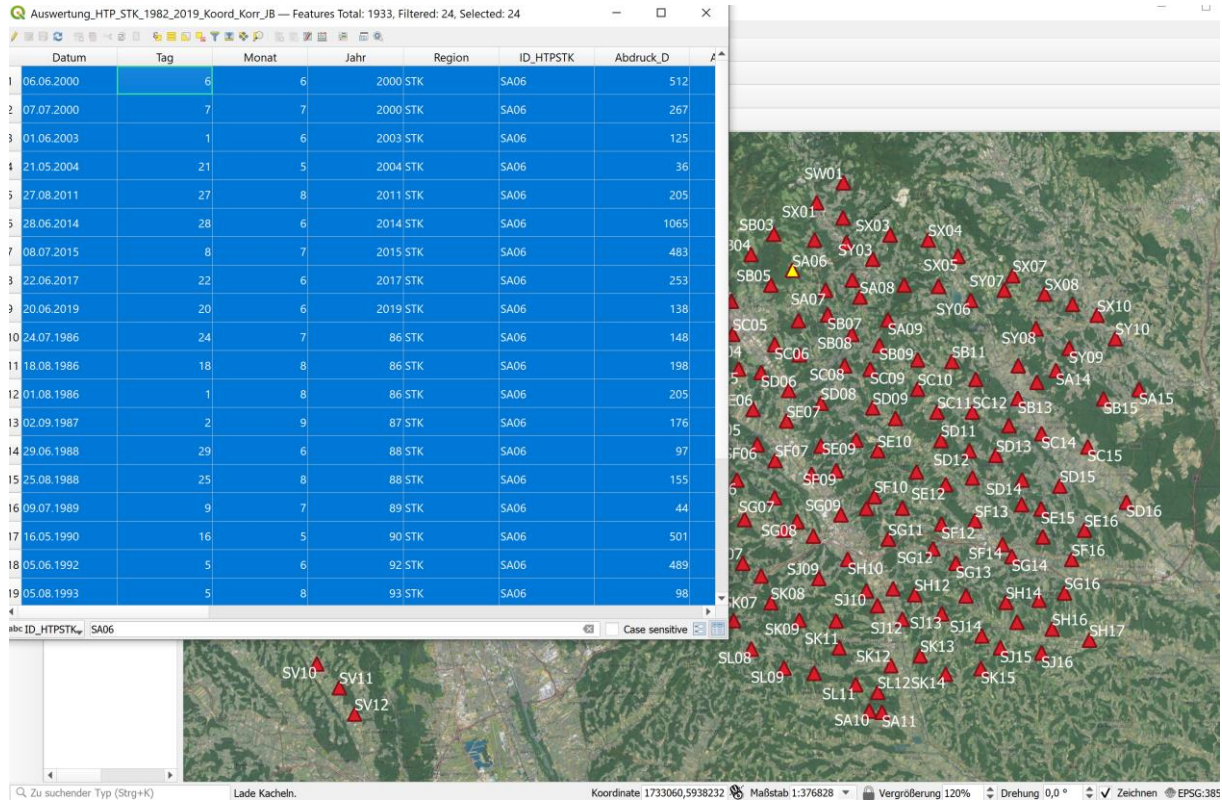 Auswertung_HTP_STK_1982_2019_Koord_Korr_JB — Features Total: 1933, Filtered: 24, Selected: 24
Datum Tag Monat Jahr Region ID_HTPSTK Abdruck_D
06.06.2000 6 6 2000 STK SA06 512
07.07.2000 7 7 2000 STK SA06 267
01.06.2003 1 6 2003 STK SA06 125
21.05.2004 21 5 2004 STK SA06 36
27.08.2011 27 8 2011 STK SA06 205
28.06.2014 28 6 2014 STK SA06 1065
08.07.2015 8 7 2015 STK SA06 483
22.06.2017 22 6 2017 STK SA06 253
20.06.2019 20 6 2019 STK SA06 138
10 24.07.1986 24 7 86 STK SA06 148
11 18.08.1986 18 8 86 STK SA06 198
12 01.08.1986 1 8 86 STK SA06 205
13 02.09.1987 2 9 87 STK SA06 176
14 29.06.1988 29 6 88 STK SA06 97
15 25.08.1988 25 8 88 STK SA06 155
16 09.07.1989 9 7 89 STK SA06 44
17 16.05.1990 16 5 90 STK SA06 501
18 05.06.1992 5 6 92 STK SA06 489
19 05.08.1993 5 8 93 STK SA06 98
abc ID_HTPSTK SA06 Case sensitive
SW01
SX01
SB03 SX03 SX04
SY03
SA06 SX05 SX07
SB05 SA07 SA08 SY07 SX08
SY06 SX10
SC05 SB07 SA09 SY08 SY10
SC06 SB08 SB09 SB11 SY09
SD06 SC08 SC09 SC10 SA14 SA15
SE07 SD08 SD09 SC11 SC12 SB13 SB15
SD11 SC14
SF07 SE09 SE10 SD12 SD13 SC15
SF09 SD15
SG07 SG09 SF10 SE12 SD14 SD16
SG08 SG11 SF12 SF13 SE15 SE16
SJ09 SH10 SG12 SG13 SF14 SG14 SF16
SK08 SJ10 SH12 SH14 SG16
SK09 SK11 SJ12 SJ13 SJ14 SH16 SH17
SL08 SL09 SK12 SK13 SJ15 SJ16
SL11 SL12 SK14 SK15
SA10 SA11
SV10
SV11
SV12
Zu suchender Typ (Strg+K) Lade Kacheln. Koordinate 1733060,5938232 Maßstab 1:376828 Vergrößerung 120% Drehung 0,0 ° Zeichnen EPSG:385